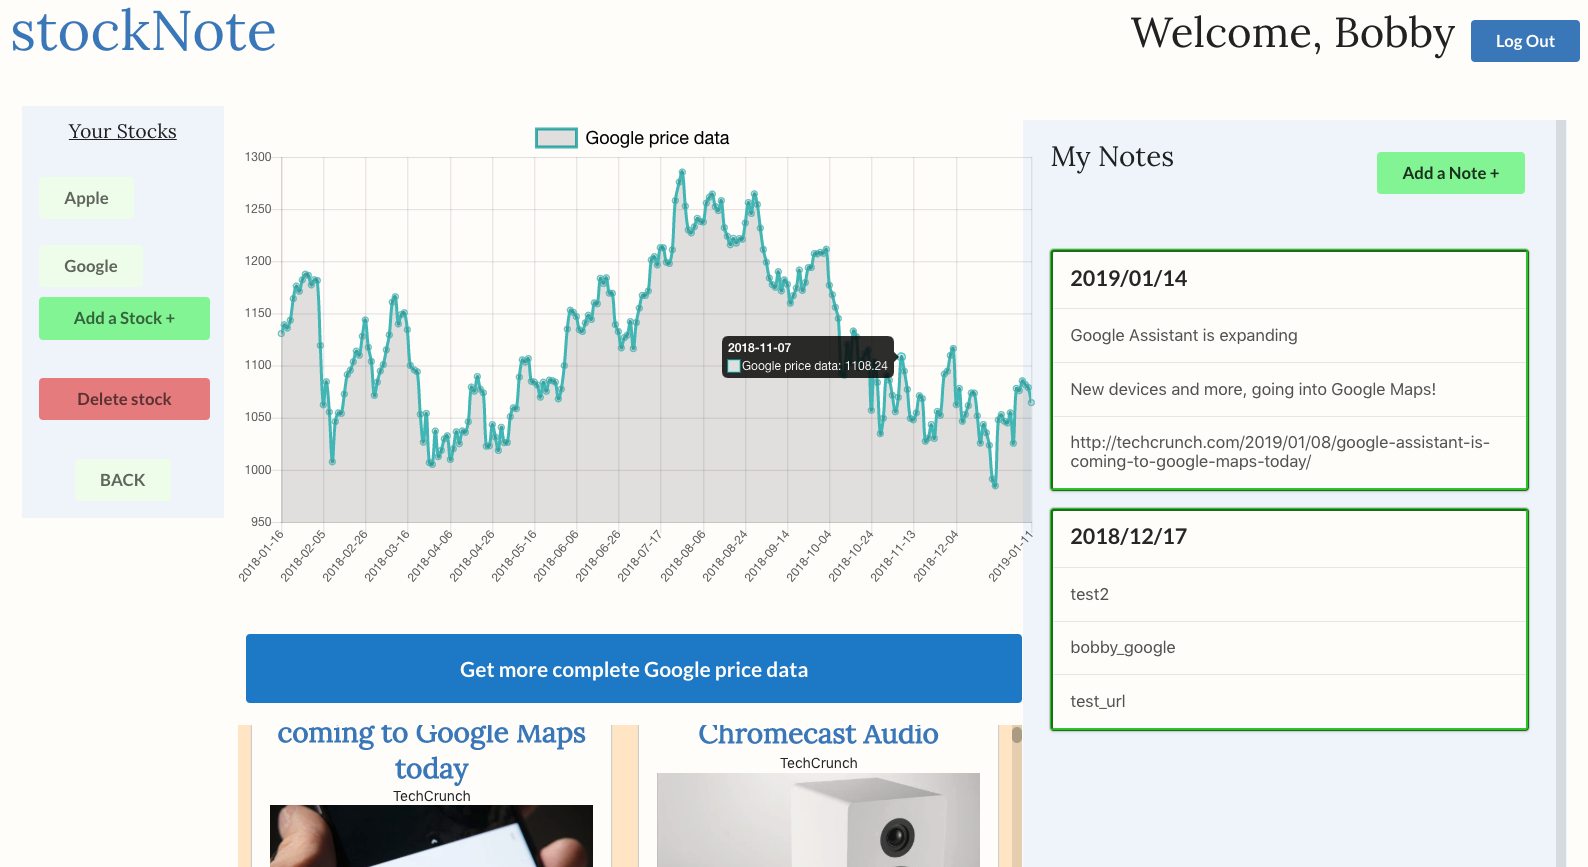 stockNote
Welcome, Bobby
Log Out
Your Stocks
Apple
Google
Add a Stock +
Delete stock
BACK
Google price data
1300
1250
1200
1150
1100
1050
1000
950
2018-11-07
Google price data: 1108.24
2018-01-16
2018-02-05
2018-02-26
2018-03-16
2018-04-06
2018-04-26
2018-05-16
2018-06-06
2018-06-26
2018-07-17
2018-08-06
2018-08-24
2018-09-14
2018-10-04
2018-10-24
2018-11-13
2018-12-04
2019-01-11
Get more complete Google price data
coming to Google Maps
today
TechCrunch
Chromecast Audio
TechCrunch
My Notes
Add a Note +
2019/01/14
Google Assistant is expanding
New devices and more, going into Google Maps!
http://techcrunch.com/2019/01/08/google-assistant-is-
coming-to-google-maps-today/
2018/12/17
test2
bobby_google
test_url